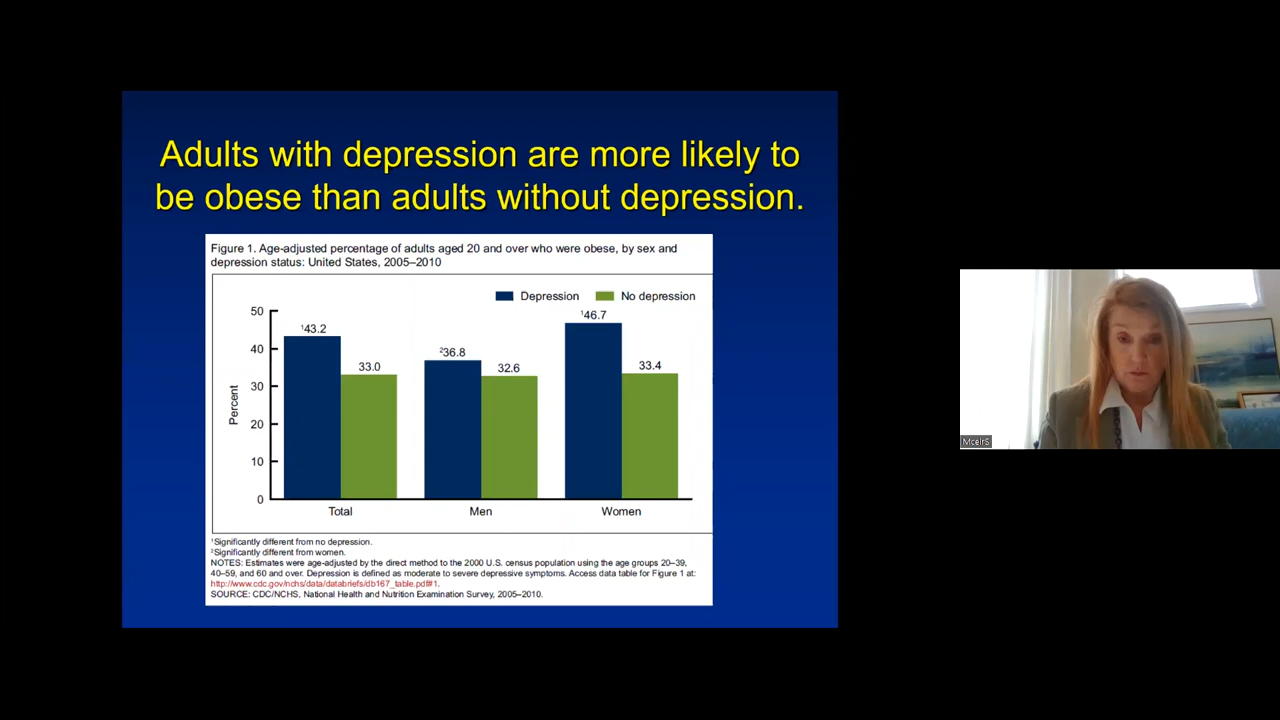 Adults with depression are more likely to
be obese than adults without depression.
Figure 1. Age-adjusted percentage of adults aged 20 and over who were obese, by sex and
depression status: United States, 2005–2010
Depression
No depression
Percent
50
40
30
20
10
0
¹43.2
33.0
²36.8
32.6
¹46.7
33.4
Total
Men
Women
¹Significantly different from no depression.
²Significantly different from women.
NOTES: Estimates were age-adjusted by the direct method to the 2000 U.S. census population using the age groups 20–39,
40–59, and 60 and over. Depression is defined as moderate to severe depressive symptoms. Access data table for Figure 1 at:
http://www.cdc.gov/nchs/data/databriefs/db167_table.pdf#1.
SOURCE: CDC/NCHS, National Health and Nutrition Examination Survey, 2005–2010.
McelrS